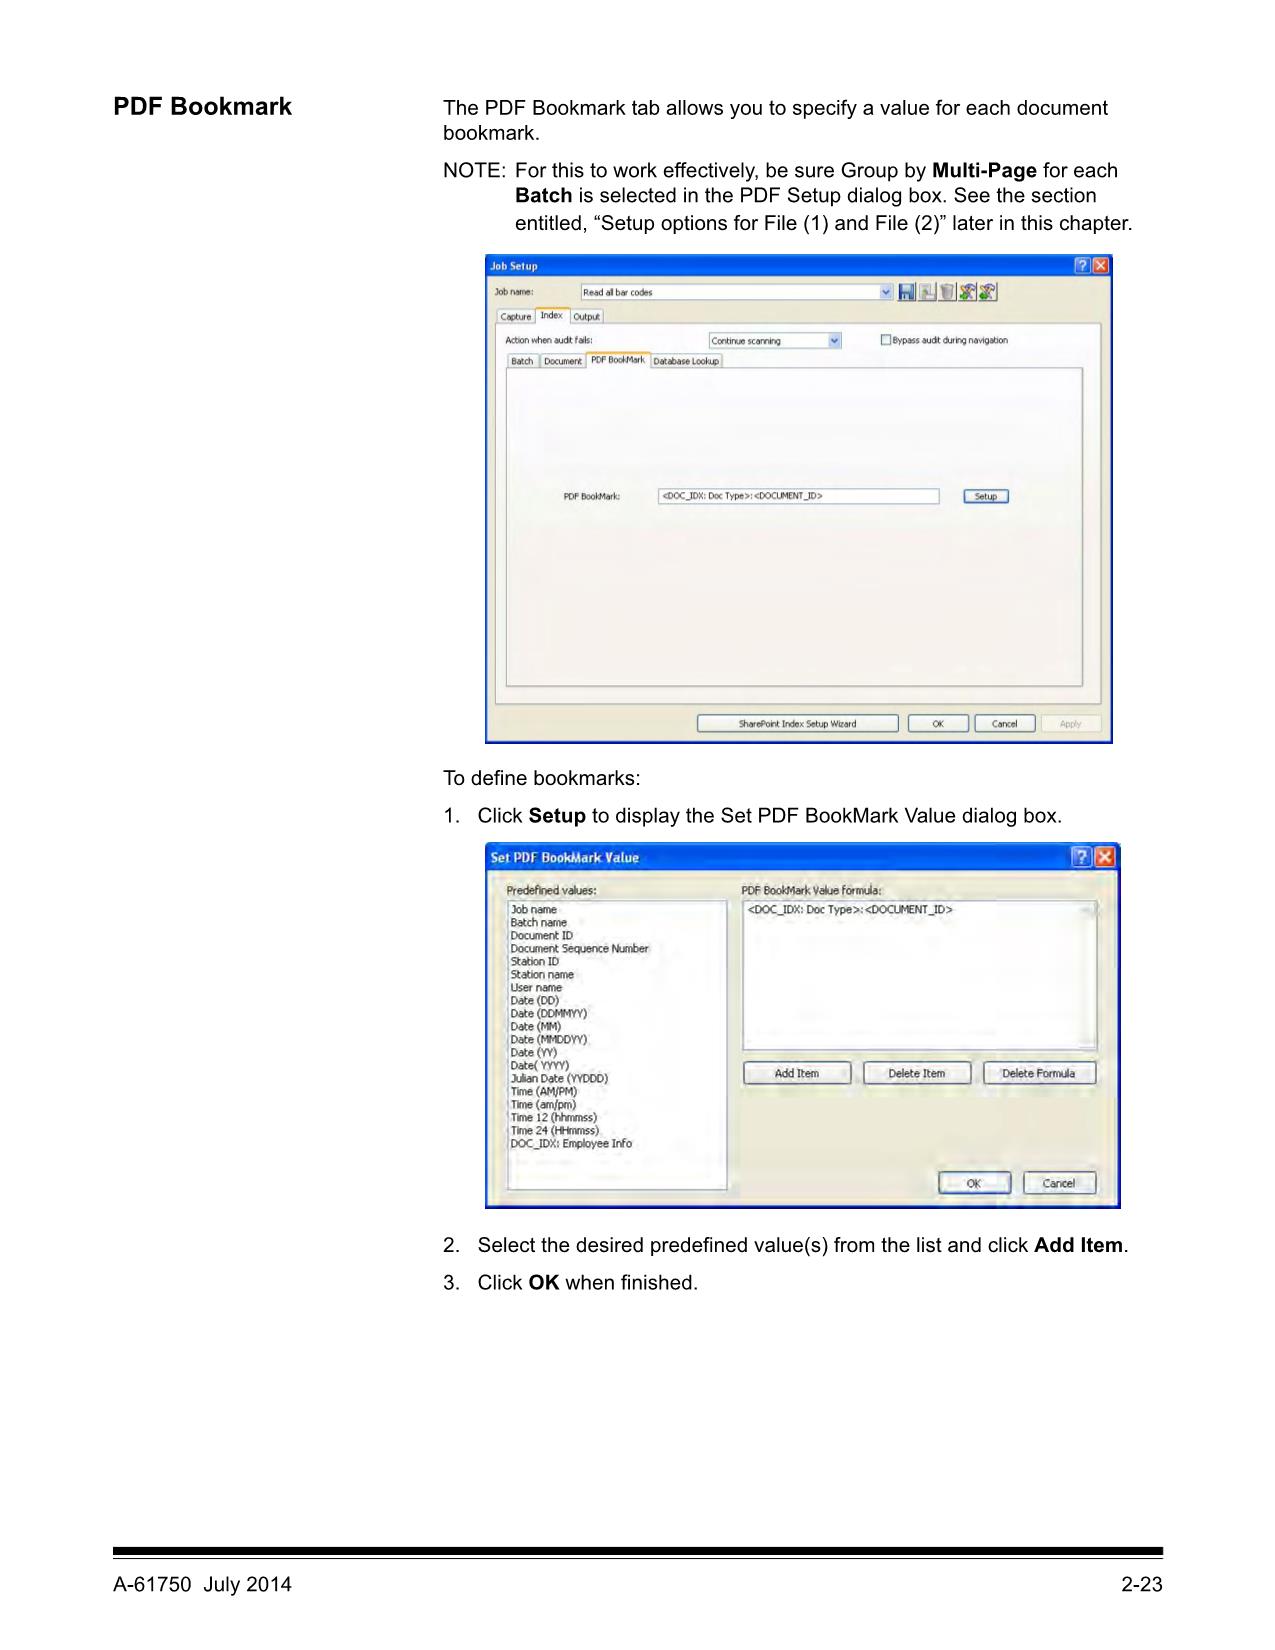 PDF Bookmark
The PDF Bookmark tab allows you to specify a value for each document
bookmark.
NOTE: For this to work effectively, be sure Group by Multi-Page for each
Batch is selected in the PDF Setup dialog box. See the section
entitled, “Setup options for File (1) and File (2)” later in this chapter.
Job Setup
Job name: Read all bar codes
Capture Index Output
Action when audit fails: Continue scanning Bypass audit during navigation
Batch Document PDF BookMark Database Lookup
PDF BookMark: <DOC_IDX: Doc Type>:<DOCUMENT_ID> Setup
SharePoint Index Setup Wizard OK Cancel Apply
To define bookmarks:
1. Click Setup to display the Set PDF BookMark Value dialog box.
Set PDF BookMark Value
Predefined values:
Job name
Batch name
Document ID
Document Sequence Number
Station ID
Station name
User name
Date (DD)
Date (DDMMYY)
Date (MM)
Date (MMDDYY)
Date (YY)
Date( YYYY)
Julian Date (YYDDD)
Time (AM/PM)
Time (am/pm)
Time 12 (hhmmss)
Time 24 (HHmmss)
DOC_IDX: Employee Info
PDF BookMark Value formula:
<DOC_IDX: Doc Type>:<DOCUMENT_ID>
Add Item Delete Item Delete Formula
OK Cancel
2. Select the desired predefined value(s) from the list and click Add Item.
3. Click OK when finished.
A-61750 July 2014 2-23